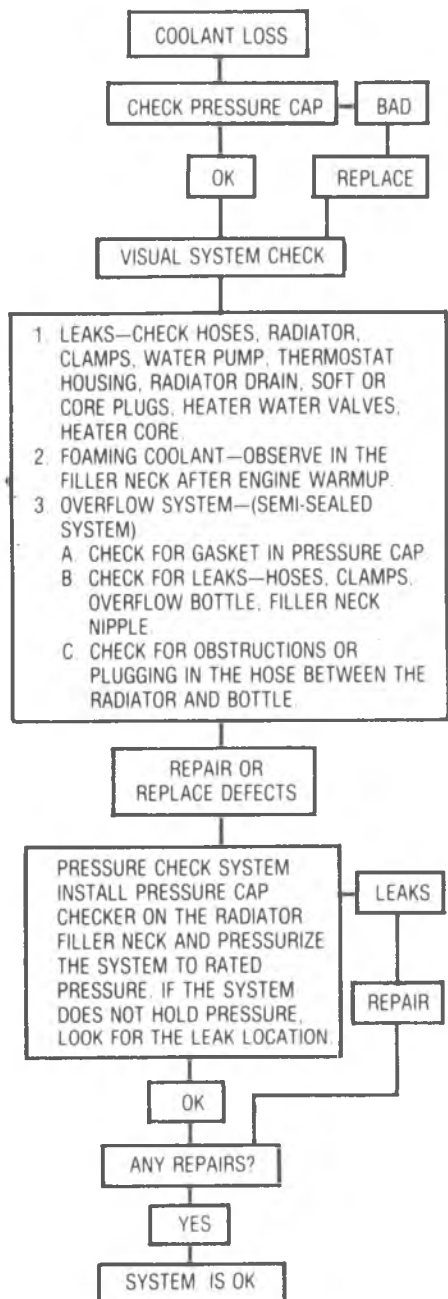 COOLANT LOSS
CHECK PRESSURE CAP
BAD
OK
REPLACE
VISUAL SYSTEM CHECK
1. LEAKS—CHECK HOSES, RADIATOR,
CLAMPS, WATER PUMP, THERMOSTAT
HOUSING, RADIATOR DRAIN, SOFT OR
CORE PLUGS, HEATER WATER VALVES,
HEATER CORE.
2. FOAMING COOLANT—OBSERVE IN THE
FILLER NECK AFTER ENGINE WARMUP.
3. OVERFLOW SYSTEM—(SEMI-SEALED
SYSTEM)
A. CHECK FOR GASKET IN PRESSURE CAP.
B. CHECK FOR LEAKS—HOSES, CLAMPS,
OVERFLOW BOTTLE, FILLER NECK
NIPPLE.
C. CHECK FOR OBSTRUCTIONS OR
PLUGGING IN THE HOSE BETWEEN THE
RADIATOR AND BOTTLE.
REPAIR OR
REPLACE DEFECTS
PRESSURE CHECK SYSTEM
INSTALL PRESSURE CAP
CHECKER ON THE RADIATOR
FILLER NECK AND PRESSURIZE
THE SYSTEM TO RATED
PRESSURE. IF THE SYSTEM
DOES NOT HOLD PRESSURE,
LOOK FOR THE LEAK LOCATION.
LEAKS
REPAIR
OK
ANY REPAIRS?
YES
SYSTEM IS OK